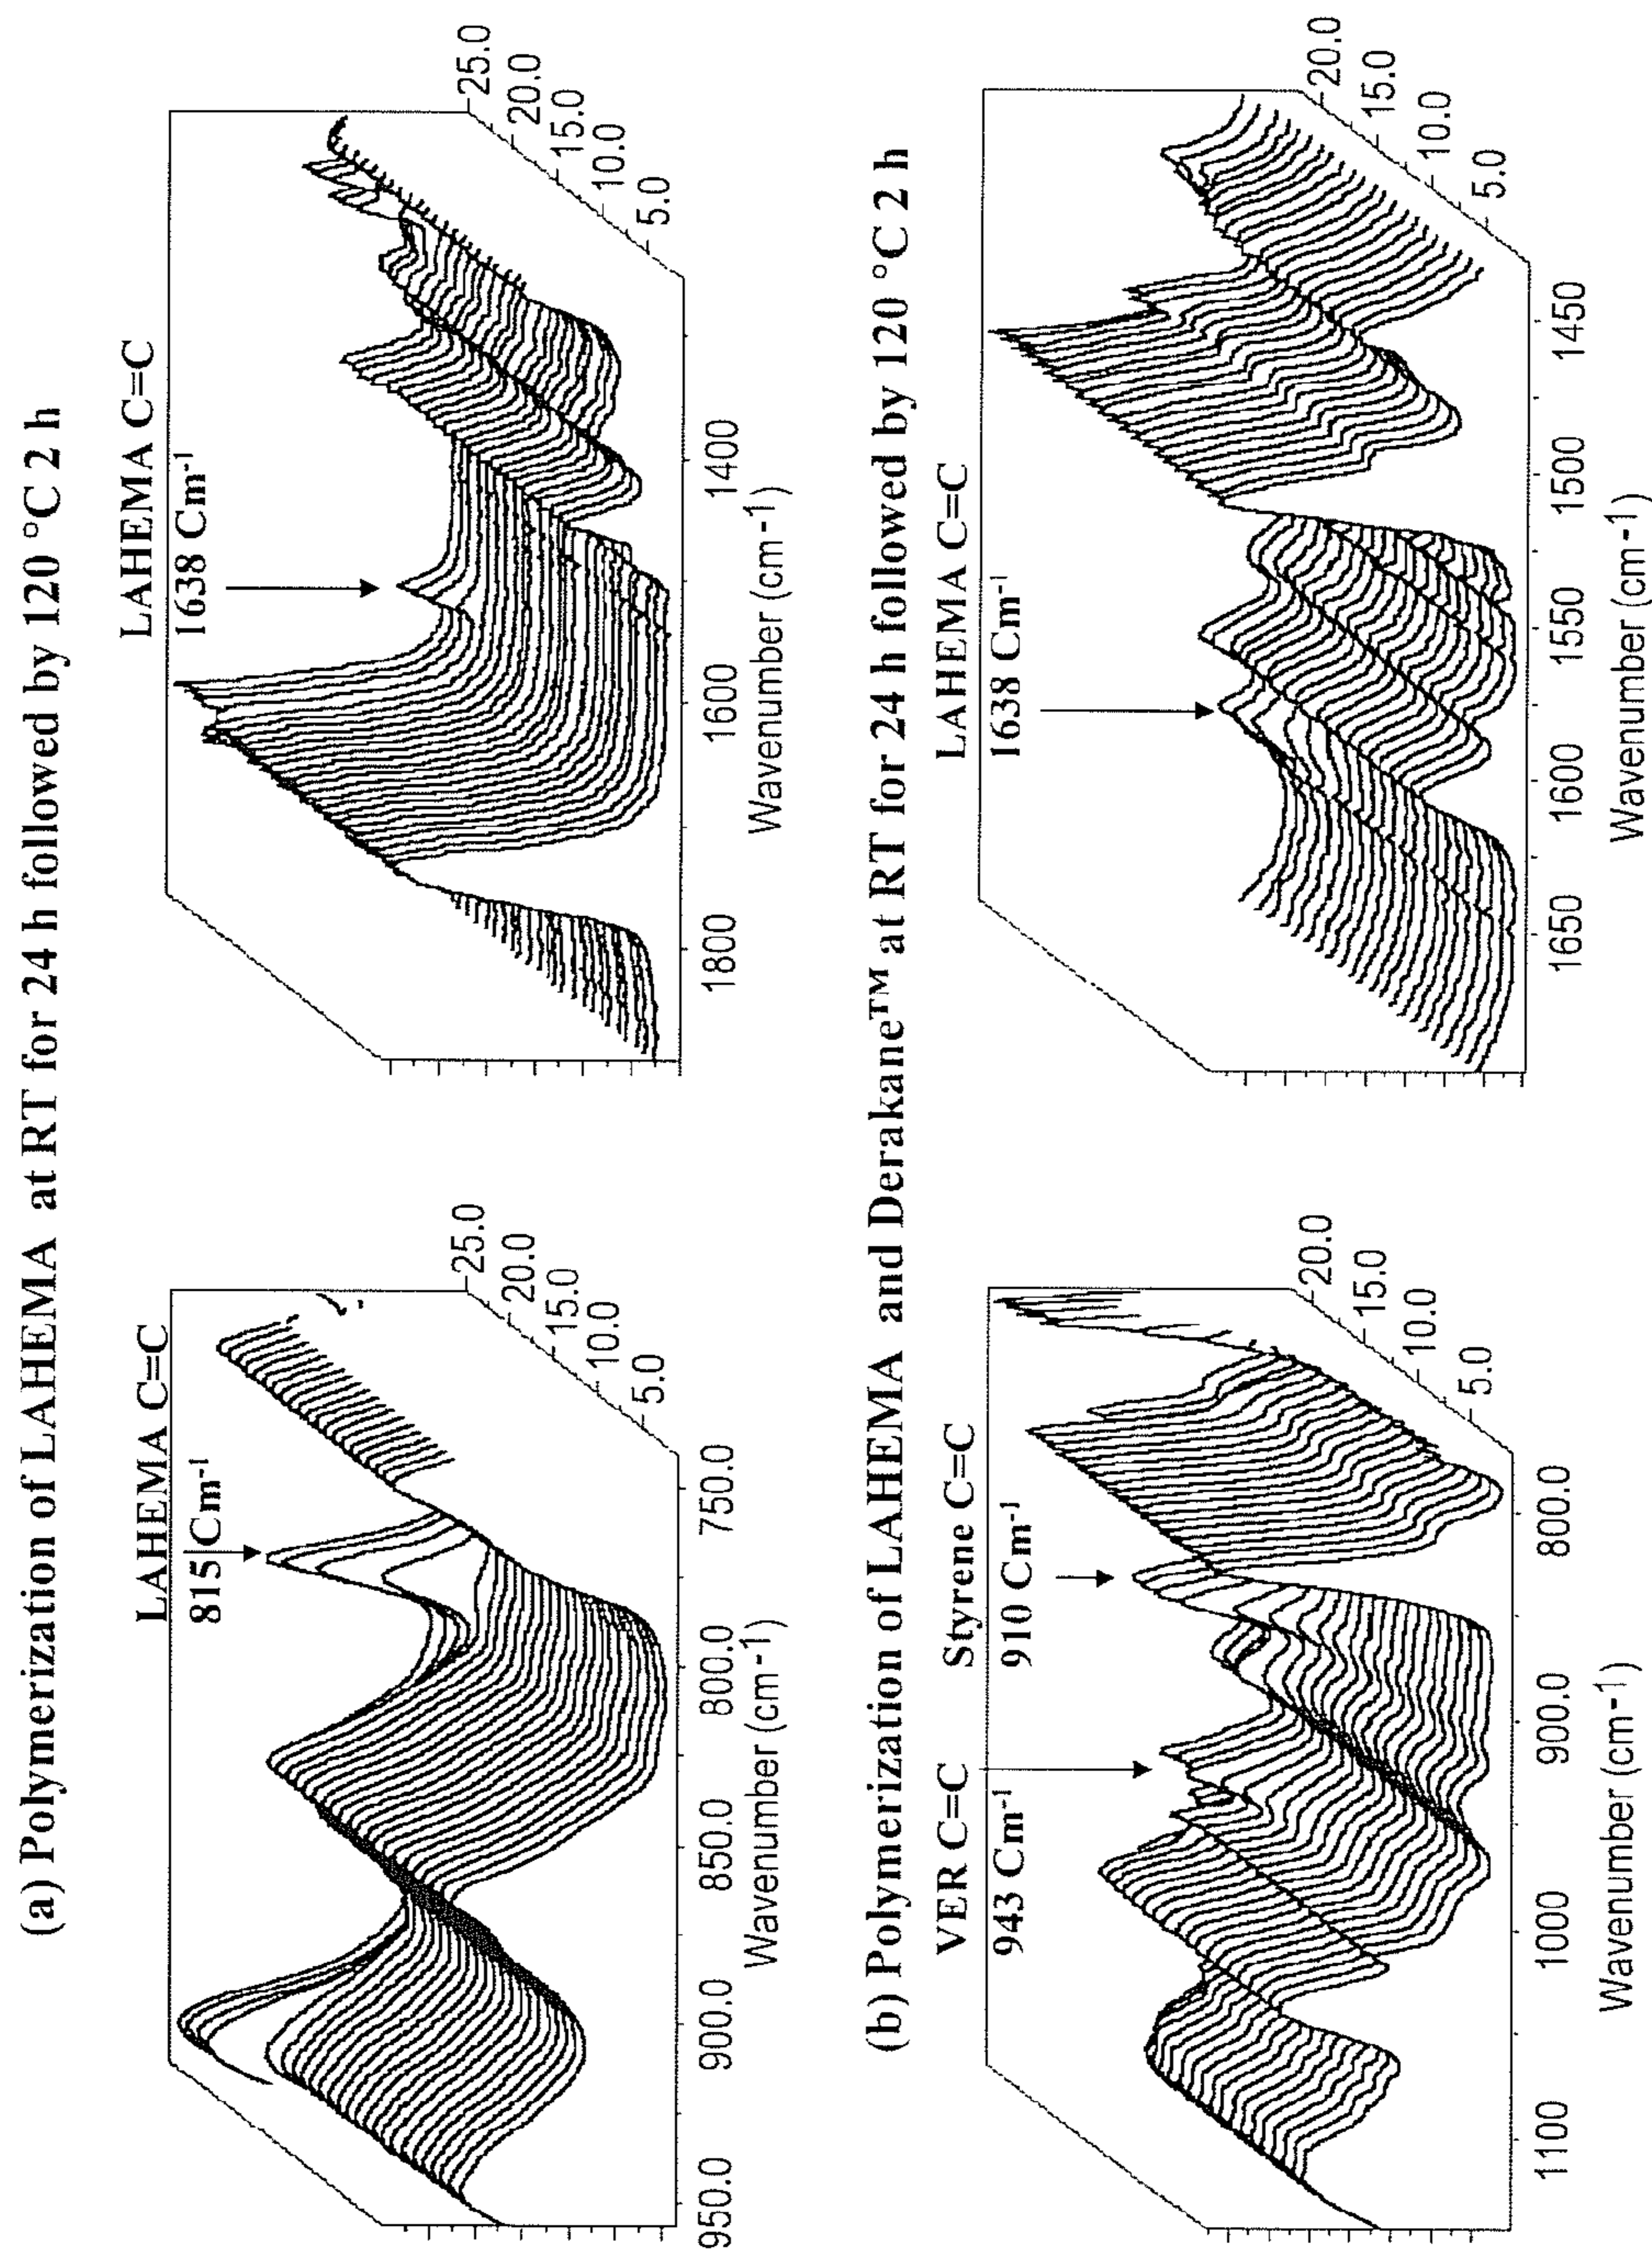 (a) Polymerization of LAHEMA at RT for 24 h followed by 120 °C 2 h
LAHEMA C=C
815 Cm-1
25.0
20.0
15.0
10.0
5.0
950.0
900.0
850.0
800.0
750.0
Wavenumber (cm-1)
LAHEMA C=C
1638 Cm-1
25.0
20.0
15.0
10.0
5.0
1800
1600
1400
Wavenumber (cm-1)
(b) Polymerization of LAHEMA and Derakane™ at RT for 24 h followed by 120 °C 2 h
VER C=C
943 Cm-1
Styrene C=C
910 Cm-1
20.0
15.0
10.0
5.0
1100
1000
900.0
800.0
Wavenumber (cm-1)
LAHEMA C=C
1638 Cm-1
20.0
15.0
10.0
5.0
1650
1600
1550
1500
1450
Wavenumber (cm-1)